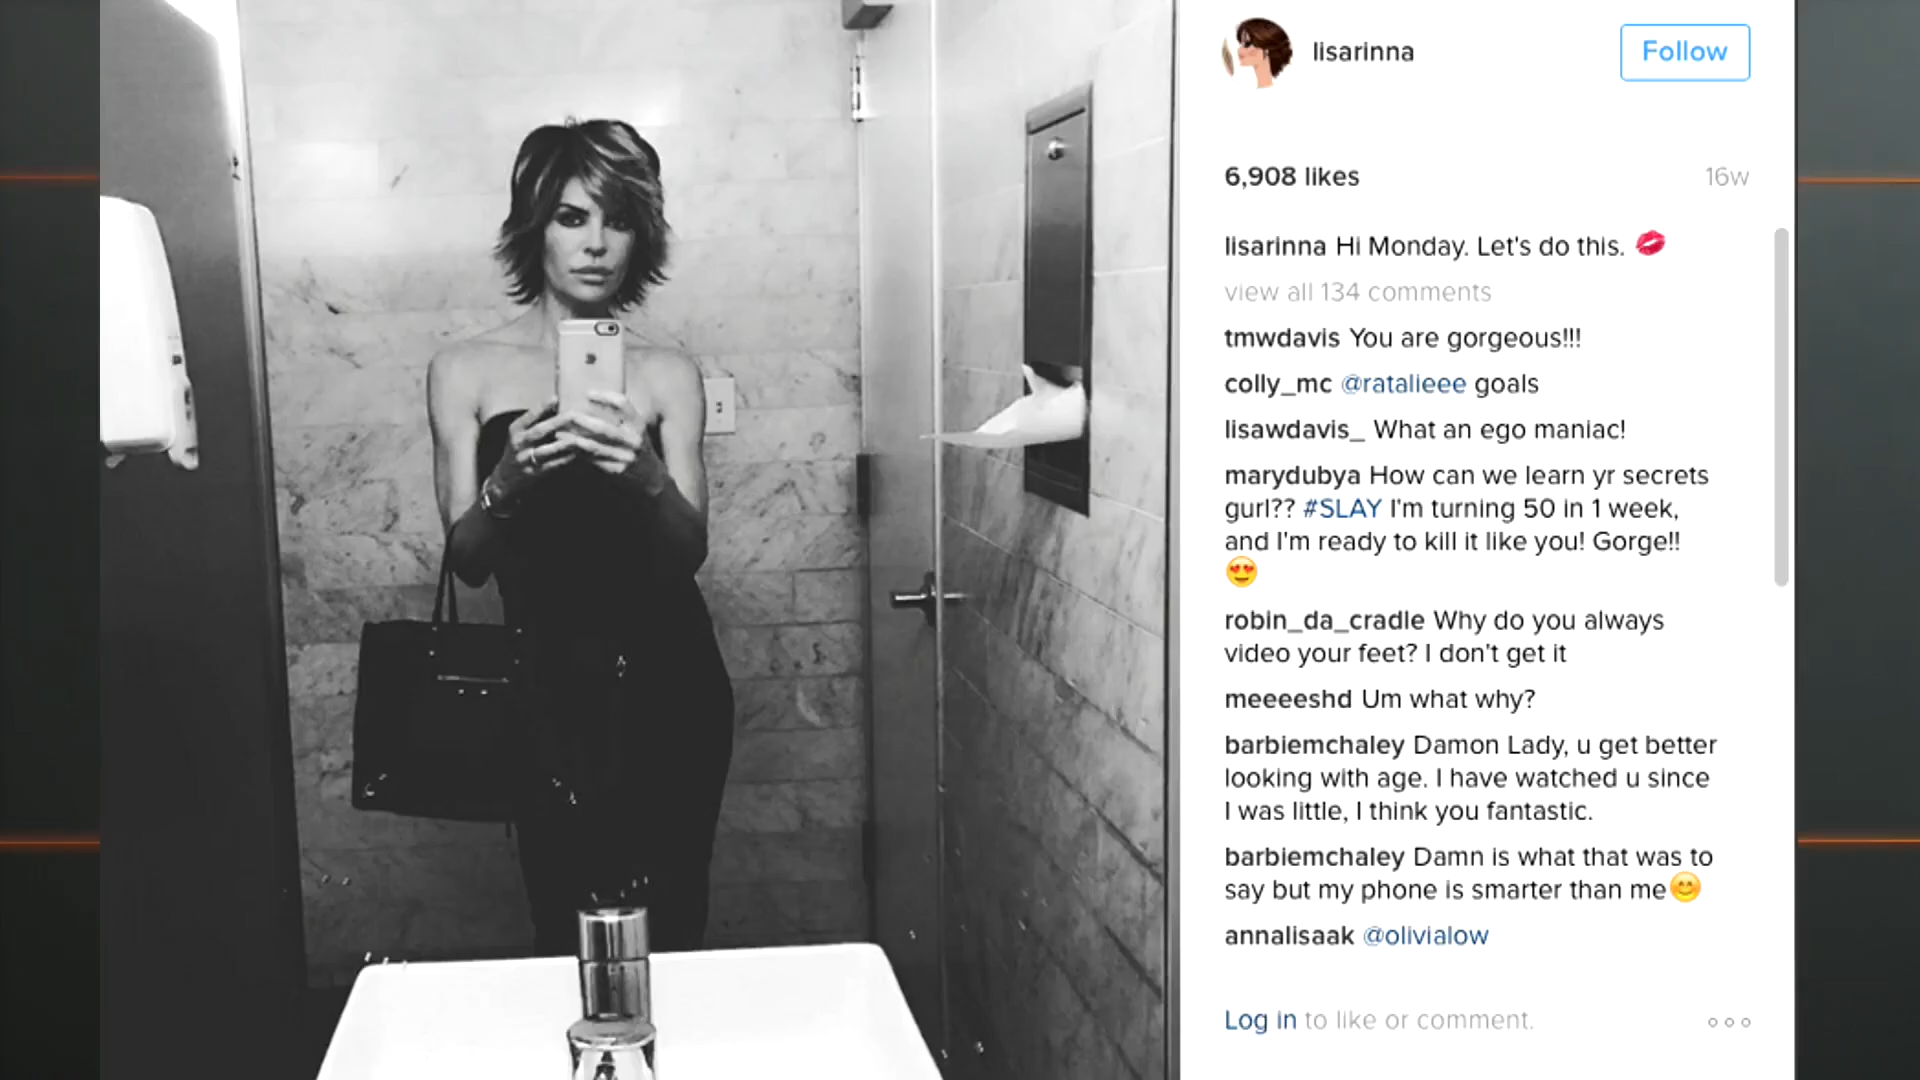 lisarinna
Follow
6,908 likes
16w
lisarinna Hi Monday. Let's do this. 💋
view all 134 comments
tmwdavis You are gorgeous!!!
colly_mc @ratalieee goals
lisawdavis_ What an ego maniac!
marydubya How can we learn yr secrets
gurl?? #SLAY I'm turning 50 in 1 week,
and I'm ready to kill it like you! Gorge!!
😍
robin_da_cradle Why do you always
video your feet? I don't get it
meeeeshd Um what why?
barbiemchaley Damon Lady, u get better
looking with age. I have watched u since
I was little, I think you fantastic.
barbiemchaley Damn is what that was to
say but my phone is smarter than me😊
annalisaak @olivialow
Log in to like or comment.